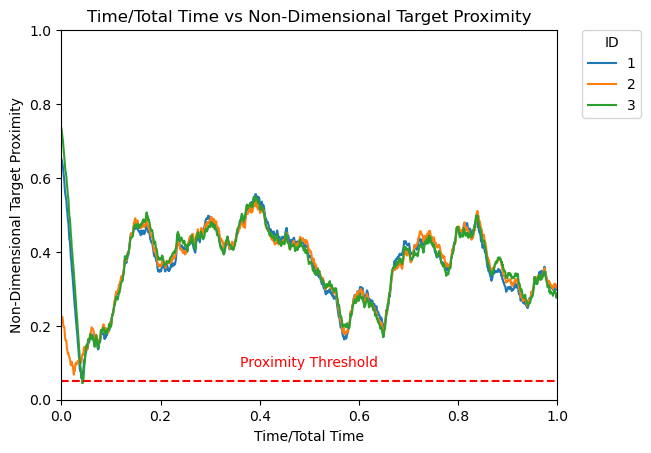 Time/Total Time vs Non-Dimensional Target Proximity
ID
1
2
3
Non-Dimensional Target Proximity
1.0
0.8
0.6
0.4
0.2
0.0
Proximity Threshold
0.0 0.2 0.4 0.6 0.8 1.0
Time/Total Time